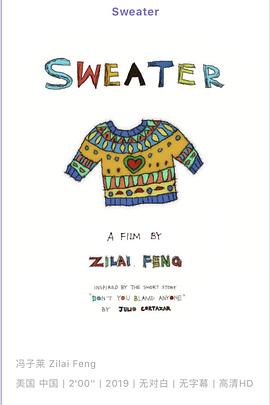 Sweater
SWEATER
A FILM BY
ZILAI FENG
INSPIRED BY THE SHORT STORY
"DON'T YOU BLAME ANYONE"
BY JULIO CORTAZAR
冯子莱 Zilai Feng
美国 中国 | 2'00'' | 2019 | 无对白 | 无字幕 | 高清HD